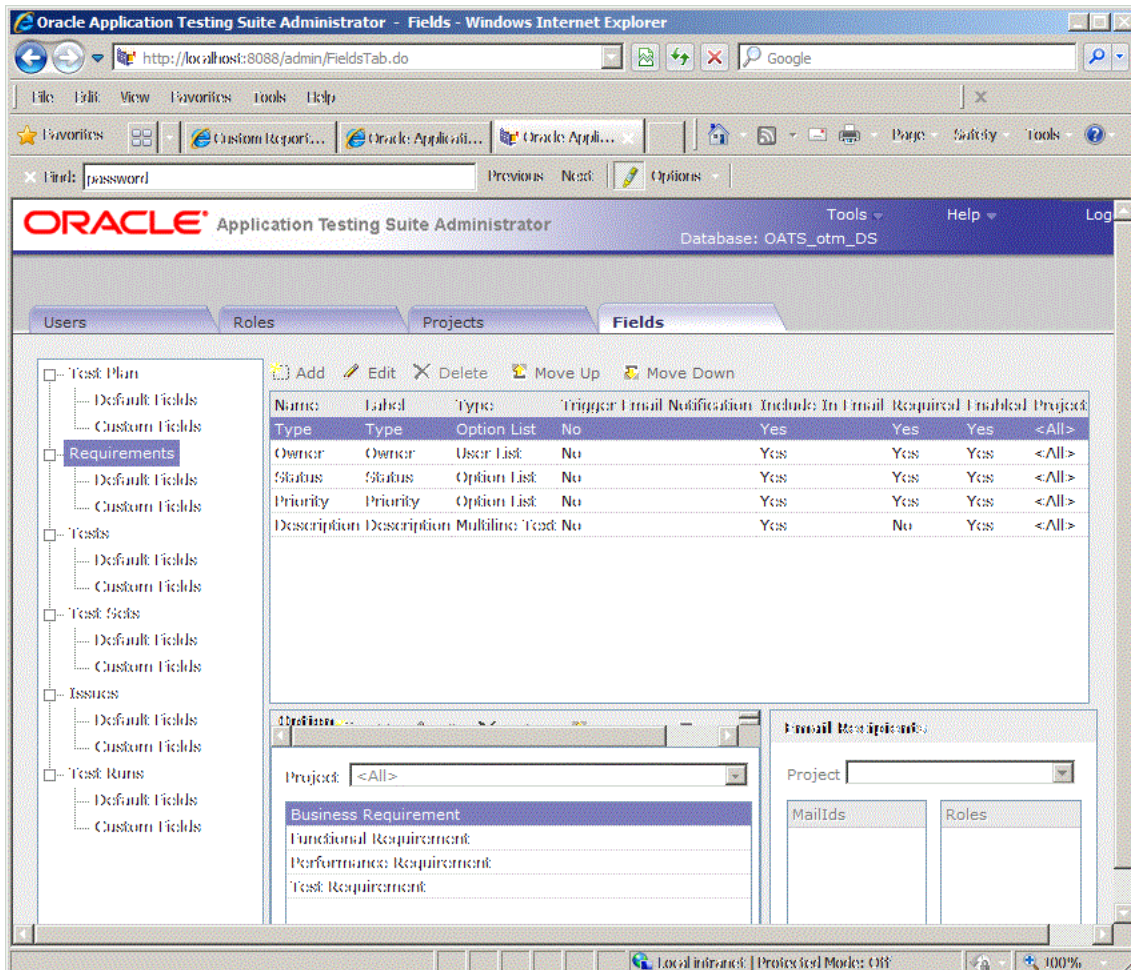 Oracle Application Testing Suite Administrator - Fields - Windows Internet Explorer
http://localhost:8088/admin/FieldsTab.do
Google
File Edit View Favorites Tools Help
Favorites Custom Report... Oracle Applicati... Oracle Appli... Page Safety Tools
Find: password Previous Next Options
ORACLE Application Testing Suite Administrator
Tools Help Log
Database: OATS_otm_DS
Users Roles Projects Fields
Test Plan
Default Fields
Custom Fields
Requirements
Default Fields
Custom Fields
Tests
Default Fields
Custom Fields
Test Sets
Default Fields
Custom Fields
Issues
Default Fields
Custom Fields
Test Runs
Default Fields
Custom Fields
Add Edit Delete Move Up Move Down
Name Label Type Trigger Email Notification Include In Email Required Enabled Project
Type Type Option List No Yes Yes Yes <All>
Owner Owner User List No Yes Yes Yes <All>
Status Status Option List No Yes Yes Yes <All>
Priority Priority Option List No Yes Yes Yes <All>
Description Description Multiline Text No Yes No Yes <All>
Options
Project <All>
Business Requirement
Functional Requirement
Performance Requirement
Test Requirement
Email Recipients
Project
MailIds Roles
Local intranet | Protected Mode: Off 100%